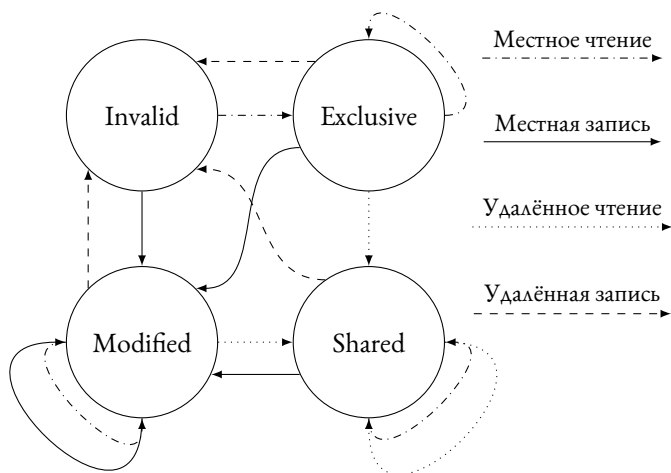 Invalid
Exclusive
Modified
Shared
Местное чтение
Местная запись
Удалённое чтение
Удалённая запись